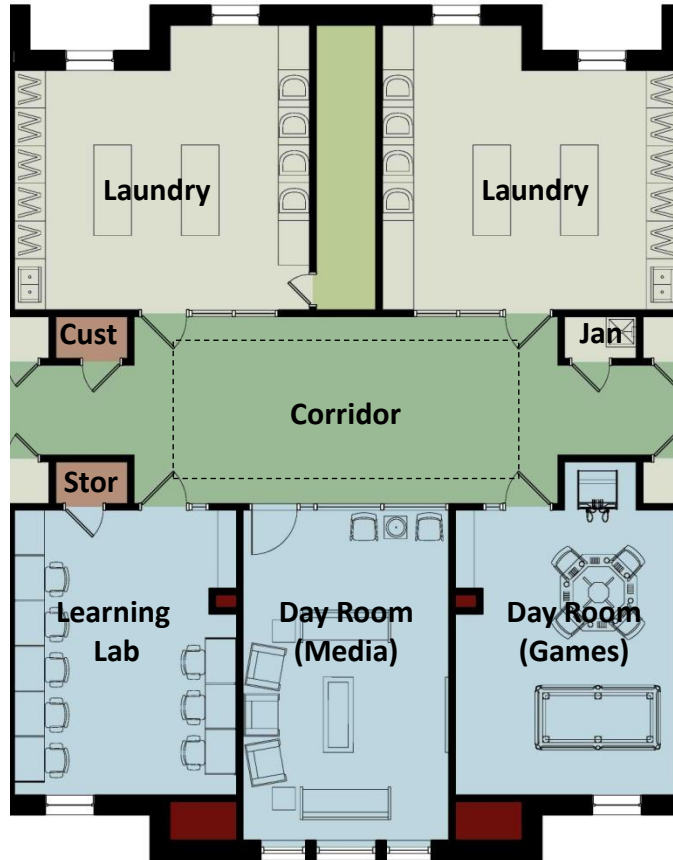 Laundry
Laundry
Cust
Jan
Corridor
Stor
Learning
Lab
Day Room
(Media)
Day Room
(Games)